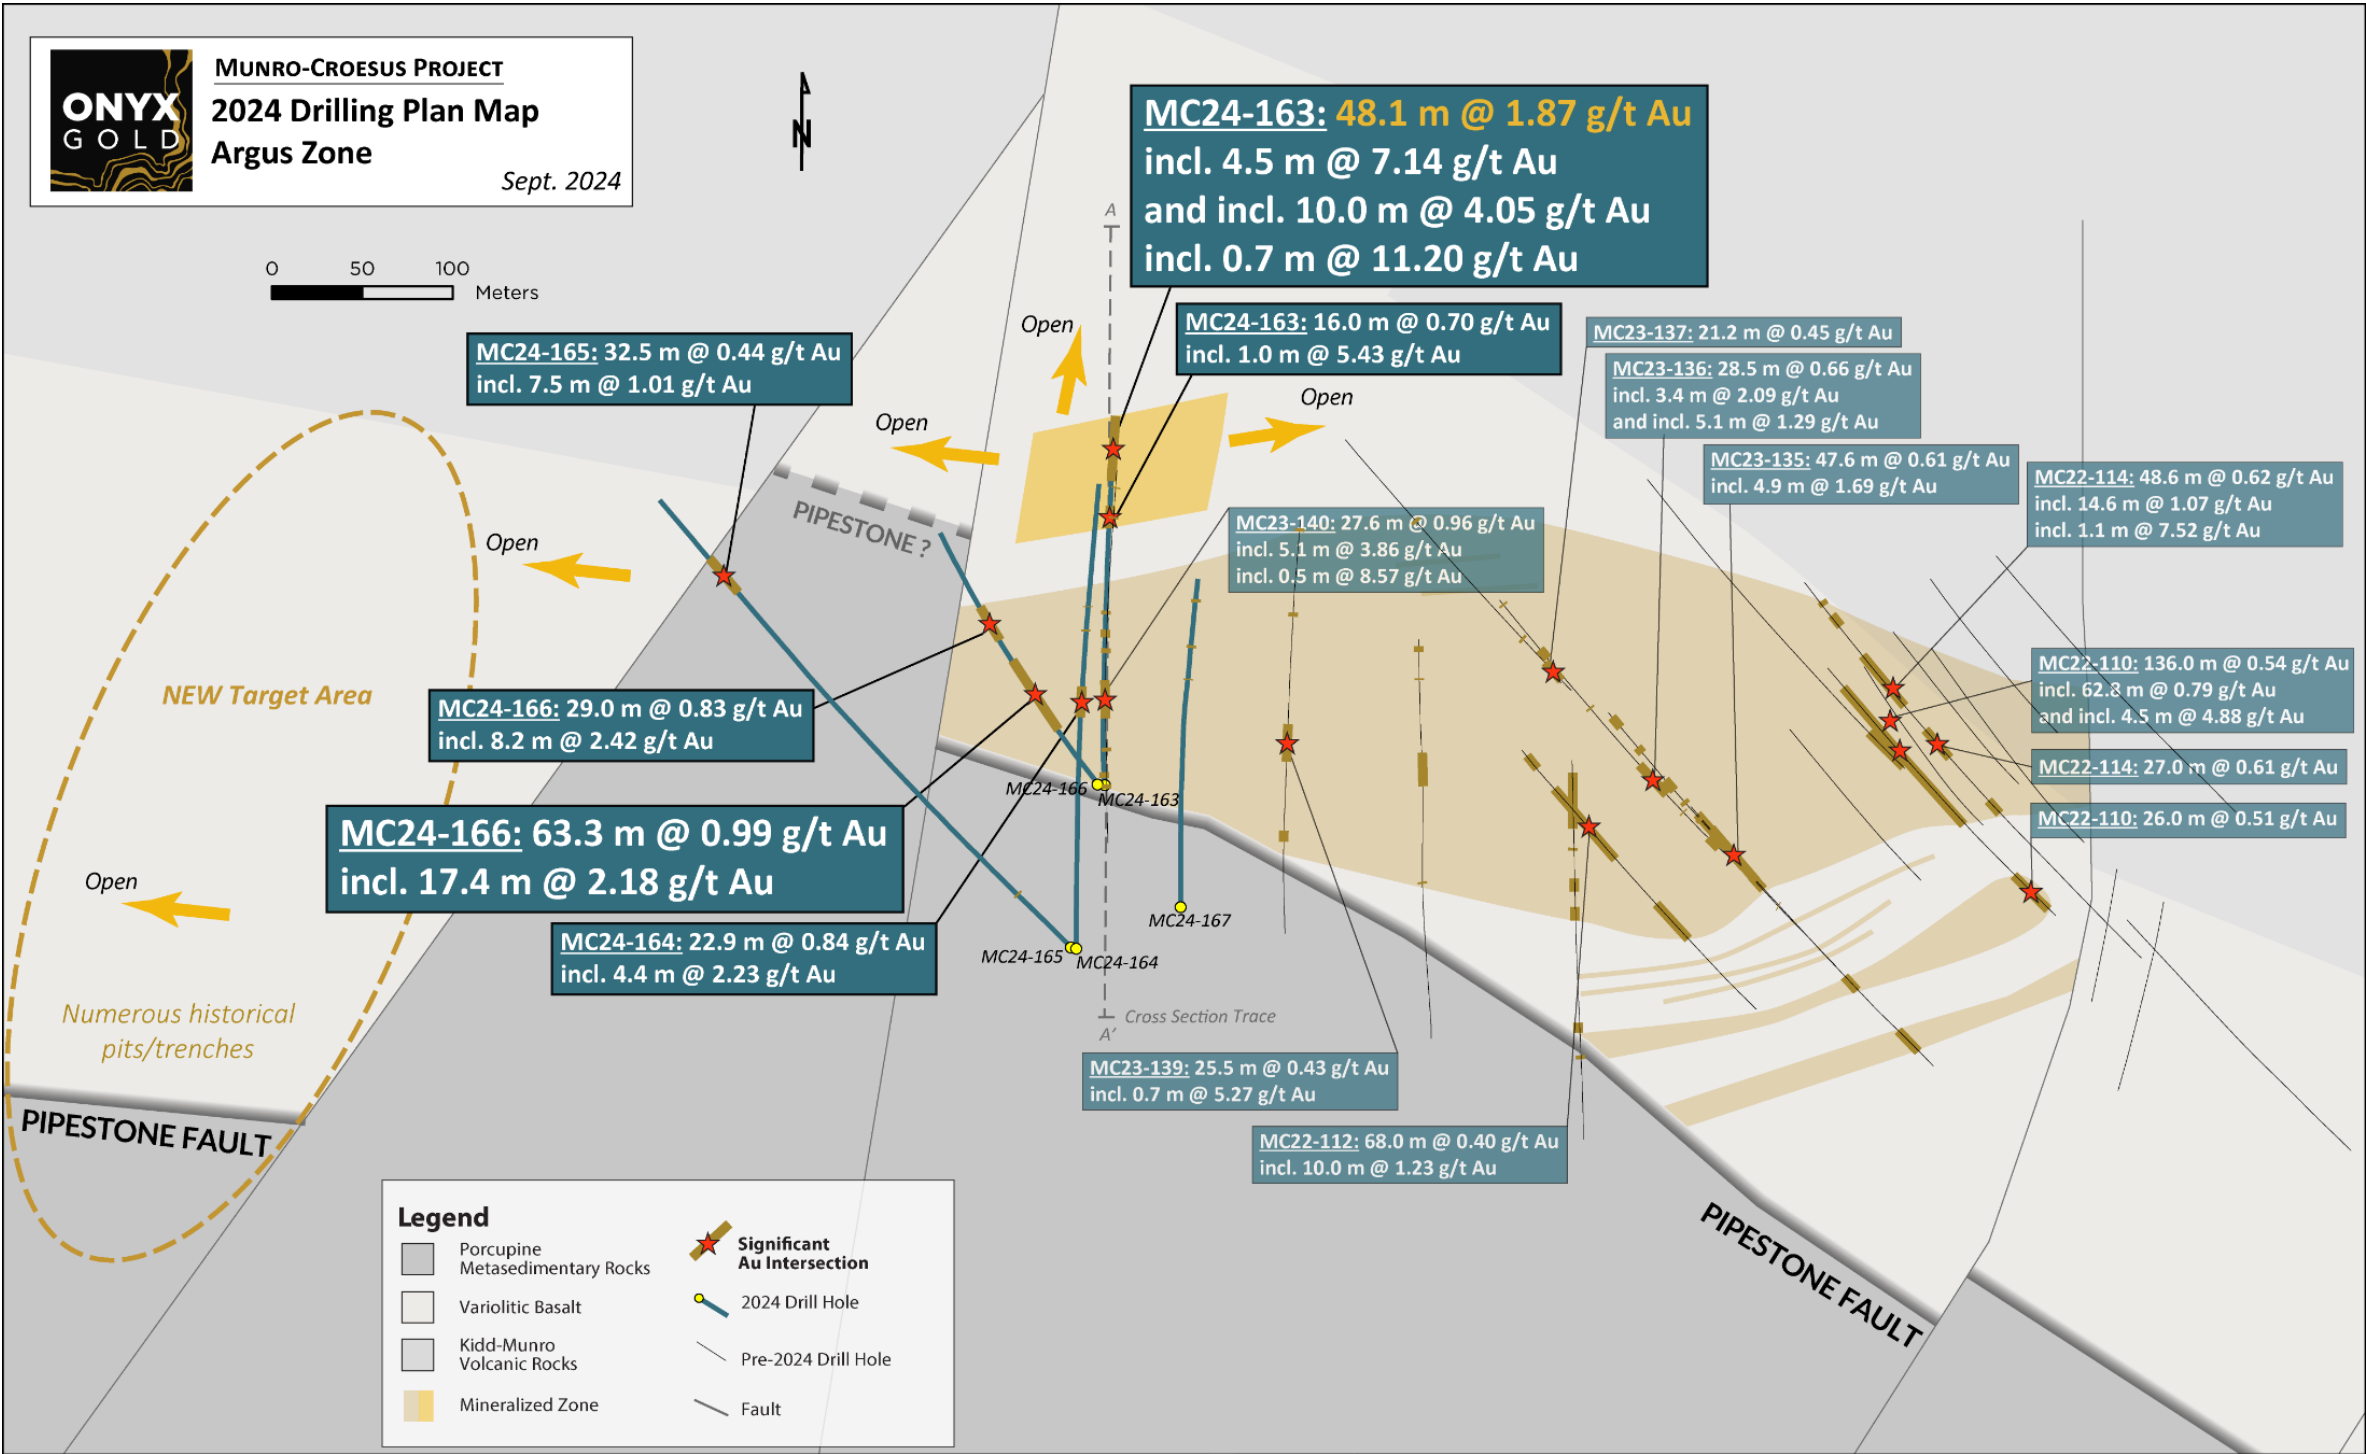 ONYX
GOLD
MUNRO-CROESUS PROJECT
2024 Drilling Plan Map
Argus Zone
Sept. 2024
N
0 50 100
Meters
A
MC24-163: 48.1 m @ 1.87 g/t Au
incl. 4.5 m @ 7.14 g/t Au
and incl. 10.0 m @ 4.05 g/t Au
incl. 0.7 m @ 11.20 g/t Au
MC24-163: 16.0 m @ 0.70 g/t Au
incl. 1.0 m @ 5.43 g/t Au
MC24-165: 32.5 m @ 0.44 g/t Au
incl. 7.5 m @ 1.01 g/t Au
Open
Open
Open
Open
Open
MC23-137: 21.2 m @ 0.45 g/t Au
MC23-136: 28.5 m @ 0.66 g/t Au
incl. 3.4 m @ 2.09 g/t Au
and incl. 5.1 m @ 1.29 g/t Au
MC23-135: 47.6 m @ 0.61 g/t Au
incl. 4.9 m @ 1.69 g/t Au
MC22-114: 48.6 m @ 0.62 g/t Au
incl. 14.6 m @ 1.07 g/t Au
incl. 1.1 m @ 7.52 g/t Au
PIPESTONE ?
MC23-140: 27.6 m @ 0.96 g/t Au
incl. 5.1 m @ 3.86 g/t Au
incl. 0.5 m @ 8.57 g/t Au
MC22-110: 136.0 m @ 0.54 g/t Au
incl. 62.8 m @ 0.79 g/t Au
and incl. 4.5 m @ 4.88 g/t Au
MC22-114: 27.0 m @ 0.61 g/t Au
MC22-110: 26.0 m @ 0.51 g/t Au
NEW Target Area
MC24-166: 29.0 m @ 0.83 g/t Au
incl. 8.2 m @ 2.42 g/t Au
MC24-166: 63.3 m @ 0.99 g/t Au
incl. 17.4 m @ 2.18 g/t Au
MC24-164: 22.9 m @ 0.84 g/t Au
incl. 4.4 m @ 2.23 g/t Au
MC24-166
MC24-163
MC24-167
MC24-165
MC24-164
Cross Section Trace
A'
Numerous historical
pits/trenches
PIPESTONE FAULT
MC23-139: 25.5 m @ 0.43 g/t Au
incl. 0.7 m @ 5.27 g/t Au
MC22-112: 68.0 m @ 0.40 g/t Au
incl. 10.0 m @ 1.23 g/t Au
PIPESTONE FAULT
Legend
Porcupine
Metasedimentary Rocks
Variolitic Basalt
Kidd-Munro
Volcanic Rocks
Mineralized Zone
Significant
Au Intersection
2024 Drill Hole
Pre-2024 Drill Hole
Fault